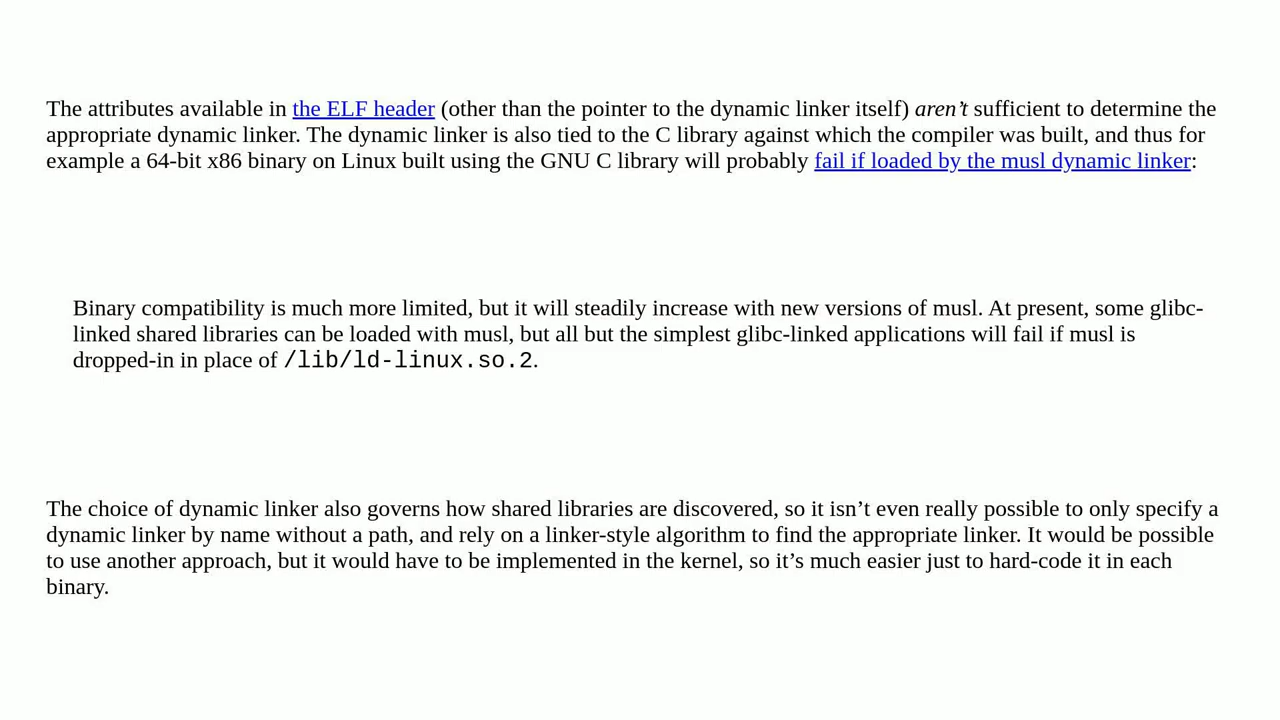 The attributes available in the ELF header (other than the pointer to the dynamic linker itself) aren’t sufficient to determine the
appropriate dynamic linker. The dynamic linker is also tied to the C library against which the compiler was built, and thus for
example a 64-bit x86 binary on Linux built using the GNU C library will probably fail if loaded by the musl dynamic linker:
Binary compatibility is much more limited, but it will steadily increase with new versions of musl. At present, some glibc-
linked shared libraries can be loaded with musl, but all but the simplest glibc-linked applications will fail if musl is
dropped-in in place of /lib/ld-linux.so.2.
The choice of dynamic linker also governs how shared libraries are discovered, so it isn’t even really possible to only specify a
dynamic linker by name without a path, and rely on a linker-style algorithm to find the appropriate linker. It would be possible
to use another approach, but it would have to be implemented in the kernel, so it’s much easier just to hard-code it in each
binary.